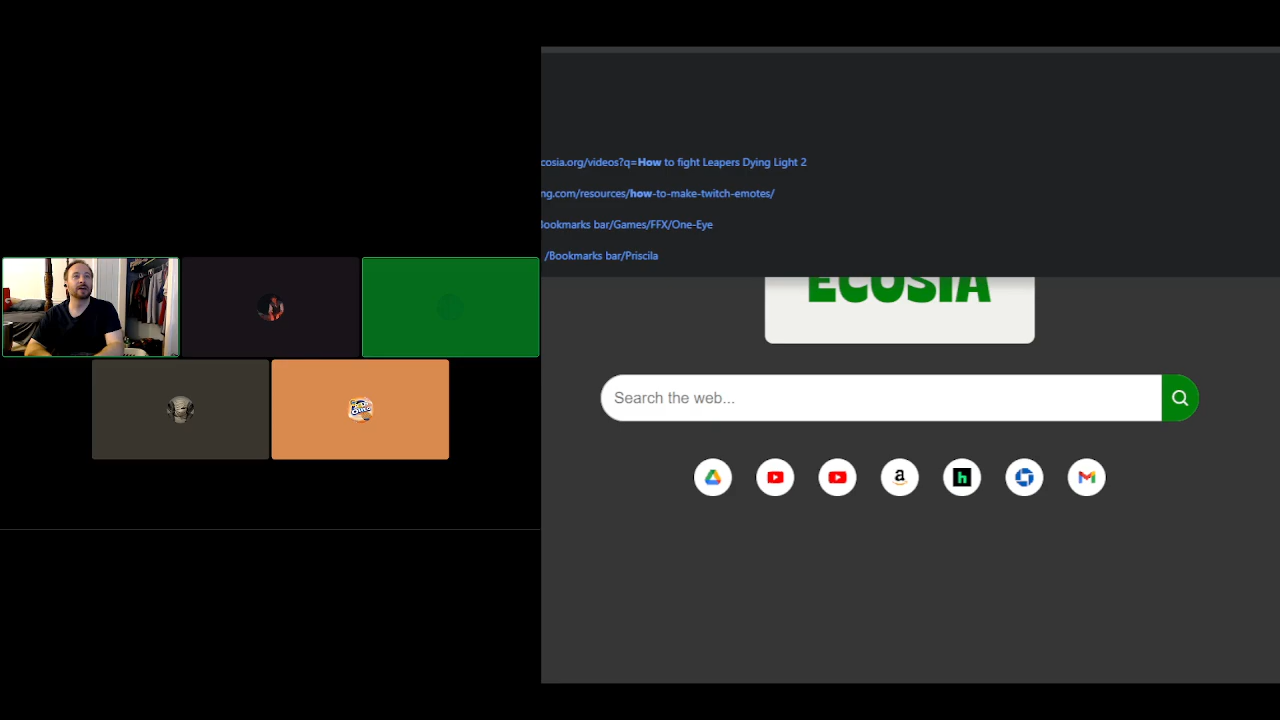 cosia.org/videos?q=How to fight Leapers Dying Light 2
ng.com/resources/how-to-make-twitch-emotes/
Bookmarks bar/Games/FFX/One-Eye
/Bookmarks bar/Priscila
ECOSIA
Search the web...